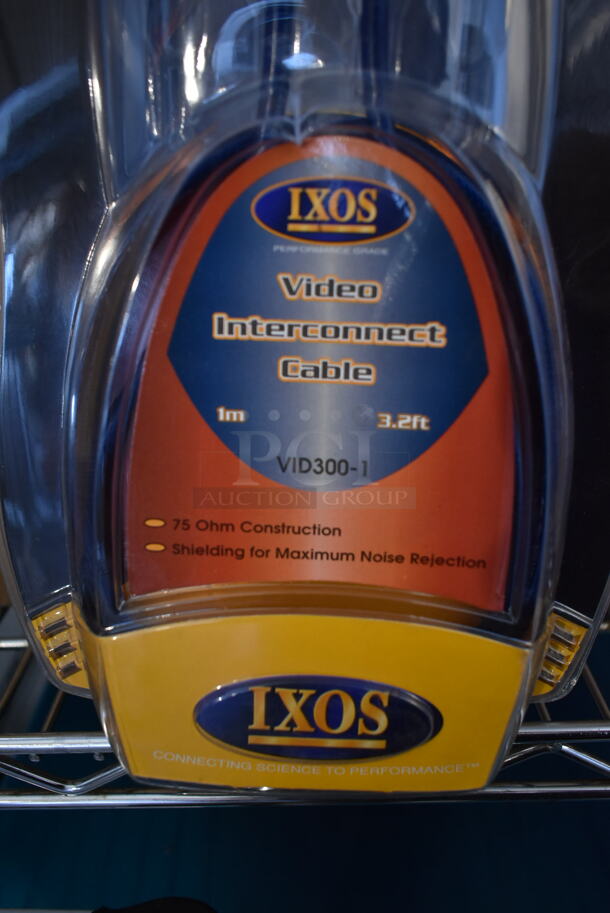 IXOS
PERFORMANCE GRADE
Video
Interconnect
Cable
1m 3.2ft
PCI
VID300-1
AUCTION GROUP
75 Ohm Construction
Shielding for Maximum Noise Rejection
IXOS
CONNECTING SCIENCE TO PERFORMANCE™